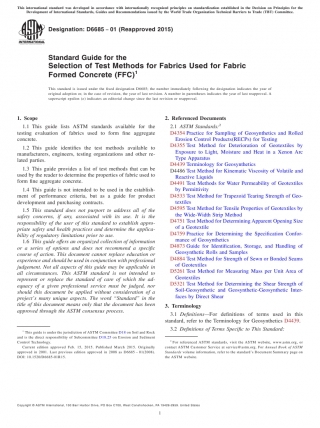 This international standard was developed in accordance with internationally recognized principles on standardization established in the Decision on Principles for the
Development of International Standards, Guides and Recommendations issued by the World Trade Organization Technical Barriers to Trade (TBT) Committee.
Designation: D6685 − 01 (Reapproved 2015)
Standard Guide for the
Selection of Test Methods for Fabrics Used for Fabric
Formed Concrete (FFC)1
This standard is issued under the fixed designation D6685; the number immediately following the designation indicates the year of
original adoption or, in the case of revision, the year of last revision. A number in parentheses indicates the year of last reapproval. A
superscript epsilon (ε) indicates an editorial change since the last revision or reapproval.
1. Scope
1.1 This guide lists ASTM standards available for the
testing evaluation of fabrics used to form fine aggregate
concrete.
1.2 This guide identifies the test methods available to
manufacturers, engineers, testing organizations and other re-
lated parties.
1.3 This guide provides a list of test methods that can be
used by the reader to determine the properties of fabric used to
form fine aggregate concrete.
1.4 This guide is not intended to be used in the establish-
ment of performance criteria, but as a guide for product
development and purchasing contracts.
1.5 This standard does not purport to address all of the
safety concerns, if any, associated with its use. It is the
responsibility of the user of this standard to establish appro-
priate safety and health practices and determine the applica-
bility of regulatory limitations prior to use.
1.6 This guide offers an organized collection of information
or a series of options and does not recommend a specific
course of action. This document cannot replace education or
experience and should be used in conjunction with professional
judgement. Not all aspects of this guide may be applicable in
all circumstances. This ASTM standard is not intended to
represent or replace the standard of care of which the ad-
equacy of a given professional service must be judged, nor
should this document be applied without consideration of a
project's many unique aspects. The word "Standard" in the
title of this document means only that the document has been
approved through the ASTM consensus process.
1 This guide is under the jurisdiction of ASTM Committee D18 on Soil and Rock
and is the direct responsibility of Subcommittee D18.25 on Erosion and Sediment
Control Technology.
Current edition approved Feb. 15, 2015. Published March 2015. Originally
approved in 2001. Last previous edition approved in 2008 as D6685 – 01(2008).
DOI: 10.1520/D6685-01R15.
2. Referenced Documents
2.1 ASTM Standards:2
D4354 Practice for Sampling of Geosynthetics and Rolled
Erosion Control Products(RECPs) for Testing
D4355 Test Method for Deterioration of Geotextiles by
Exposure to Light, Moisture and Heat in a Xenon Arc
Type Apparatus
D4439 Terminology for Geosynthetics
D4486 Test Method for Kinematic Viscosity of Volatile and
Reactive Liquids
D4491 Test Methods for Water Permeability of Geotextiles
by Permittivity
D4533 Test Method for Trapezoid Tearing Strength of Geo-
textiles
D4595 Test Method for Tensile Properties of Geotextiles by
the Wide-Width Strip Method
D4751 Test Method for Determining Apparent Opening Size
of a Geotextile
D4759 Practice for Determining the Specification Confor-
mance of Geosynthetics
D4873 Guide for Identification, Storage, and Handling of
Geosynthetic Rolls and Samples
D4884 Test Method for Strength of Sewn or Bonded Seams
of Geotextiles
D5261 Test Method for Measuring Mass per Unit Area of
Geotextiles
D5321 Test Method for Determining the Shear Strength of
Soil-Geosynthetic and Geosynthetic-Geosynthetic Inter-
faces by Direct Shear
3. Terminology
3.1 Definitions—For definitions of terms used in this
standard, refer to the Terminology for Geosynthetics D4439.
3.2 Definitions of Terms Specific to This Standard:
2 For referenced ASTM standards, visit the ASTM website, www.astm.org, or
contact ASTM Customer Service at service@astm.org. For Annual Book of ASTM
Standards volume information, refer to the standard's Document Summary page on
the ASTM website.
Copyright © ASTM International, 100 Barr Harbor Drive, PO Box C700, West Conshohocken, PA 19428-2959. United States
1